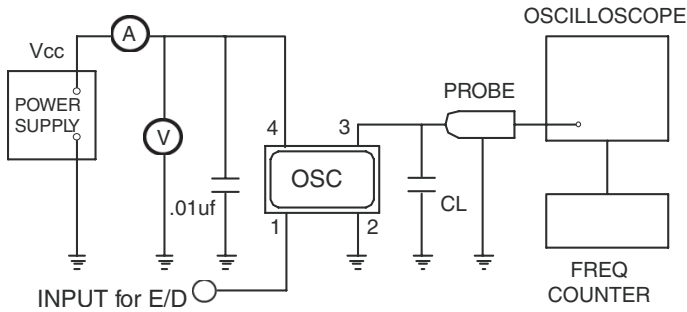 OSCILLOSCOPE
Vcc
A
POWER
SUPPLY
V
PROBE
4
3
OSC
.01uf
CL
1
2
INPUT for E/D
FREQ
COUNTER